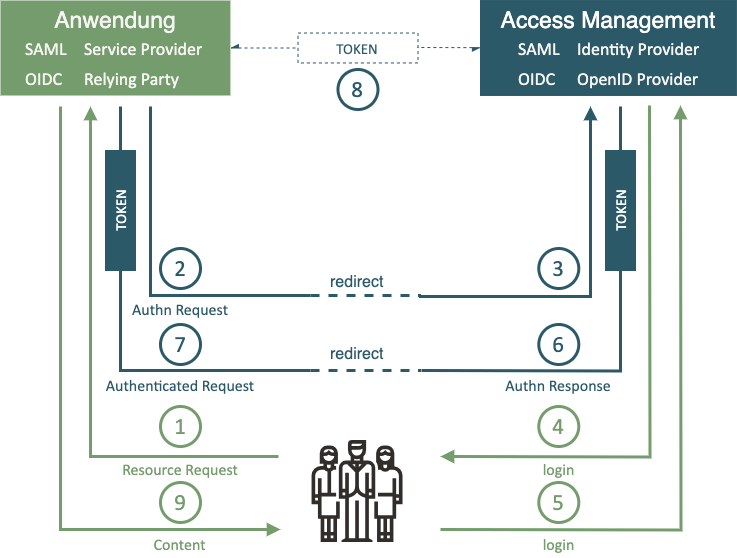 Anwendung
SAML Service Provider
OIDC Relying Party
TOKEN
8
Access Management
SAML Identity Provider
OIDC OpenID Provider
TOKEN
TOKEN
2
redirect
3
Authn Request
7
redirect
6
Authenticated Request
Authn Response
1
4
Resource Request
login
9
5
Content
login